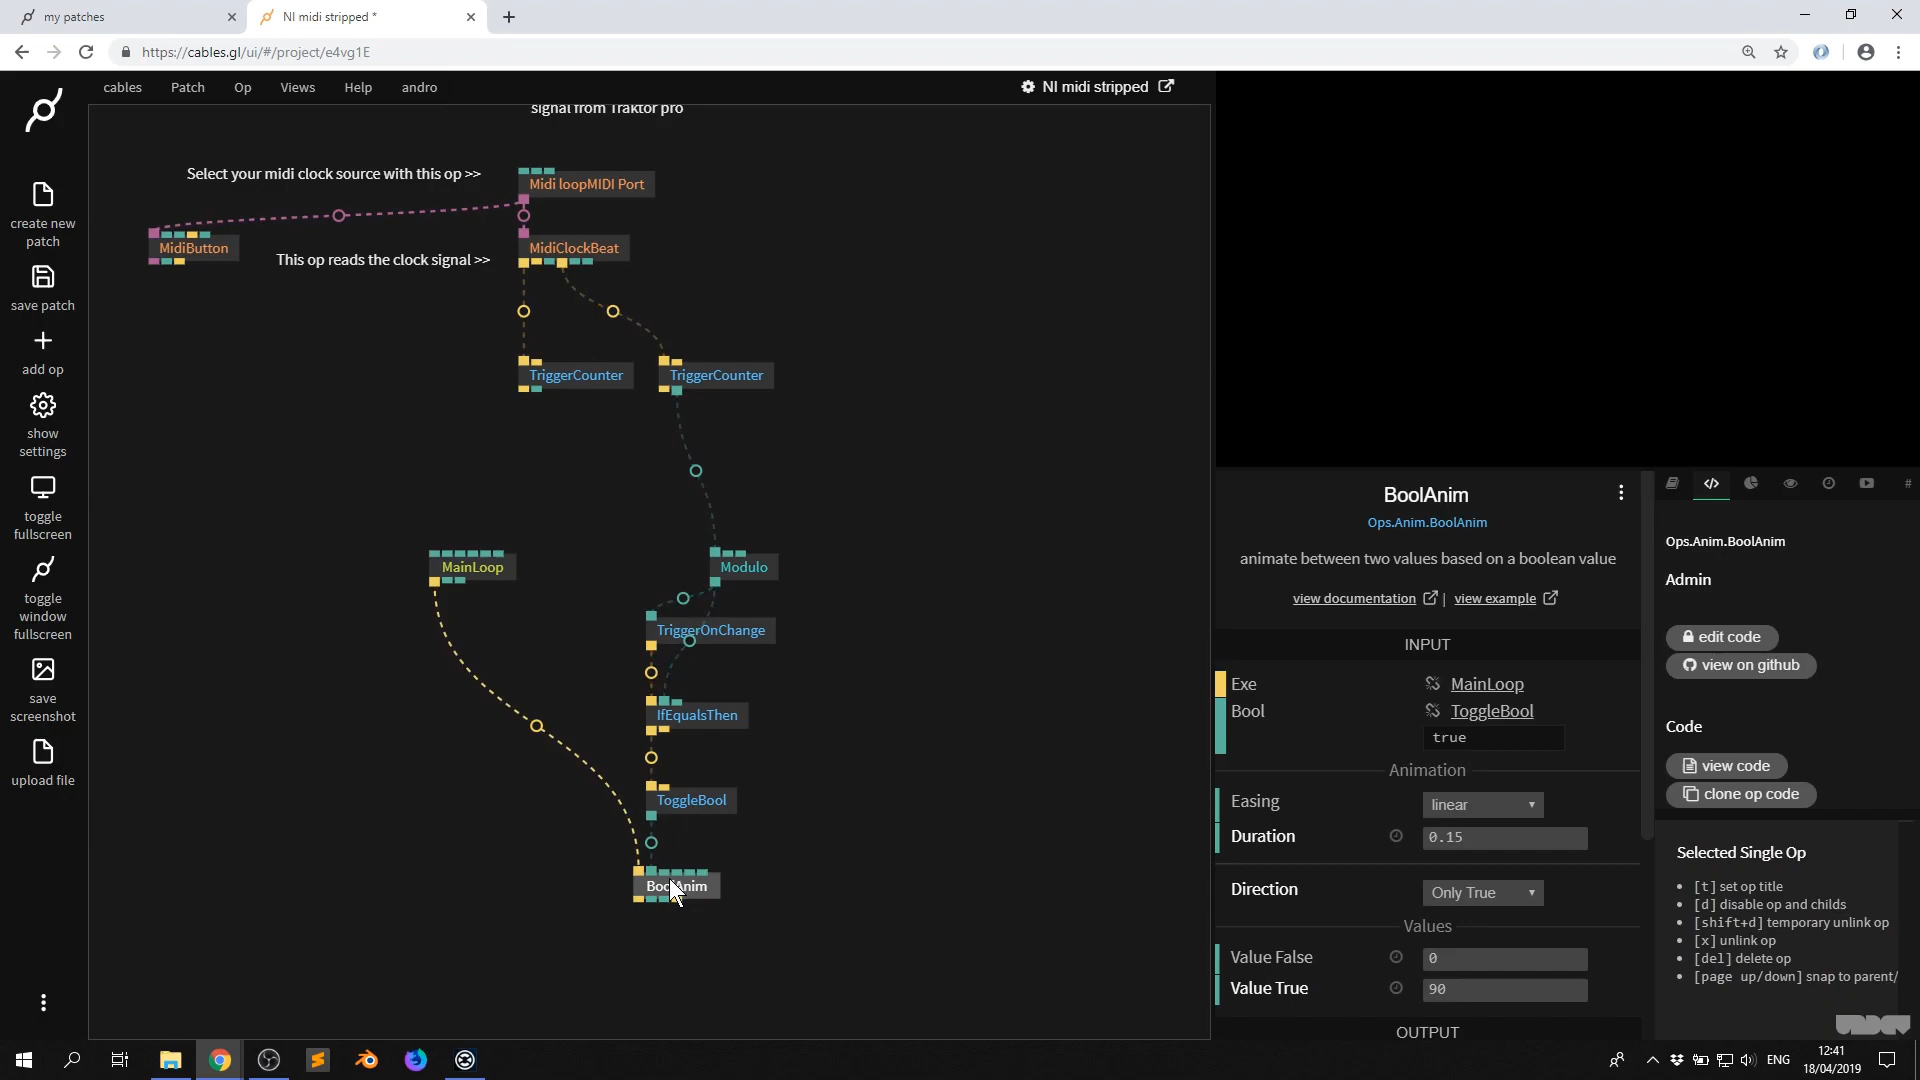 my patches
NI midi stripped *
https://cables.gl/ui/#/project/e4vg1E
cables Patch Op Views Help andro
NI midi stripped
signal from Traktor pro
Select your midi clock source with this op >>
Midi loopMIDI Port
MidiButton
MidiClockBeat
This op reads the clock signal >>
TriggerCounter
TriggerCounter
MainLoop
Modulo
TriggerOnChange
IfEqualsThen
ToggleBool
BoolAnim
create new
patch
save patch
add op
show
settings
toggle
fullscreen
toggle
window
fullscreen
save
screenshot
upload file
BoolAnim
Ops.Anim.BoolAnim
animate between two values based on a boolean value
view documentation | view example
INPUT
Exe MainLoop
Bool ToggleBool
true
Animation
Easing linear
Duration 0.15
Direction Only True
Values
Value False 0
Value True 90
OUTPUT
#
Ops.Anim.BoolAnim
Admin
edit code
view on github
Code
view code
clone op code
Selected Single Op
[t] set op title
[d] disable op and childs
[shift+d] temporary unlink op
[x] unlink op
[del] delete op
[page up/down] snap to parent/
ENG
12:41
18/04/2019